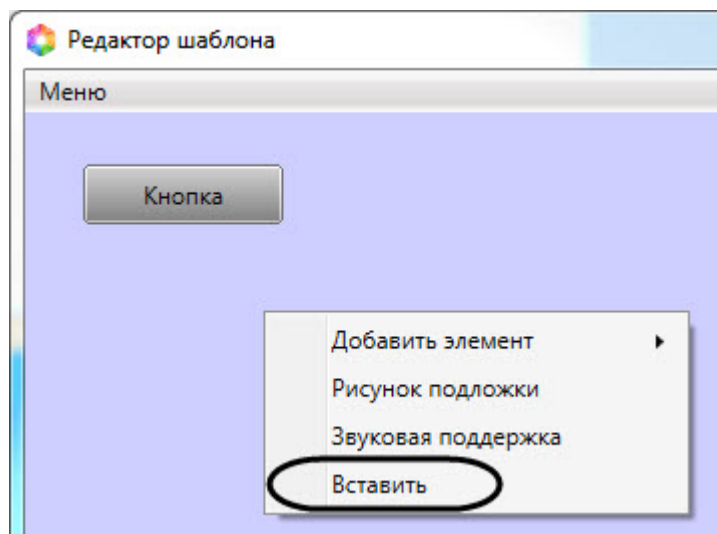 Редактор шаблона
Меню
Кнопка
Добавить элемент
Рисунок подложки
Звуковая поддержка
Вставить